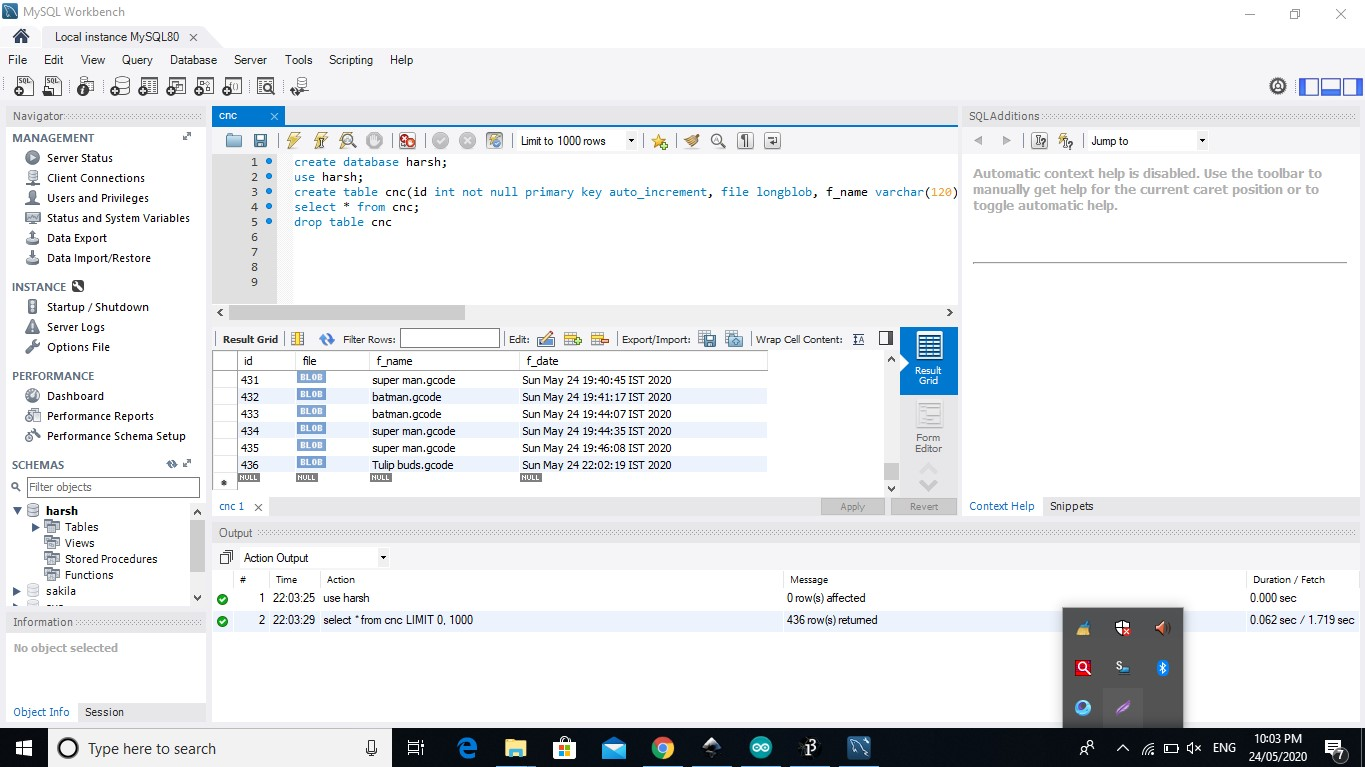 MySQL Workbench
Local instance MySQL80
File Edit View Query Database Server Tools Scripting Help
Navigator
MANAGEMENT
Server Status
Client Connections
Users and Privileges
Status and System Variables
Data Export
Data Import/Restore
INSTANCE
Startup / Shutdown
Server Logs
Options File
PERFORMANCE
Dashboard
Performance Reports
Performance Schema Setup
SCHEMAS
Filter objects
harsh
Tables
Views
Stored Procedures
Functions
sakila
Information
No object selected
Object Info Session
cnc
Limit to 1000 rows
1 create database harsh;
2 use harsh;
3 create table cnc(id int not null primary key auto_increment, file longblob, f_name varchar(120)
4 select * from cnc;
5 drop table cnc
6
7
8
9
Result Grid Filter Rows: Edit: Export/Import: Wrap Cell Content:
id file f_name f_date
431 BLOB super man.gcode Sun May 24 19:40:45 IST 2020
432 BLOB batman.gcode Sun May 24 19:41:17 IST 2020
433 BLOB batman.gcode Sun May 24 19:44:07 IST 2020
434 BLOB super man.gcode Sun May 24 19:44:35 IST 2020
435 BLOB super man.gcode Sun May 24 19:46:08 IST 2020
436 BLOB Tulip buds.gcode Sun May 24 22:02:19 IST 2020
NULL NULL NULL NULL
Result
Grid
Form
Editor
cnc 1 Apply Revert
SQLAdditions
Jump to
Automatic context help is disabled. Use the toolbar to
manually get help for the current caret position or to
toggle automatic help.
Context Help Snippets
Output
Action Output
# Time Action Message Duration / Fetch
1 22:03:25 use harsh 0 row(s) affected 0.000 sec
2 22:03:29 select * from cnc LIMIT 0, 1000 436 row(s) returned 0.062 sec / 1.719 sec
Type here to search
ENG
10:03 PM
24/05/2020
7